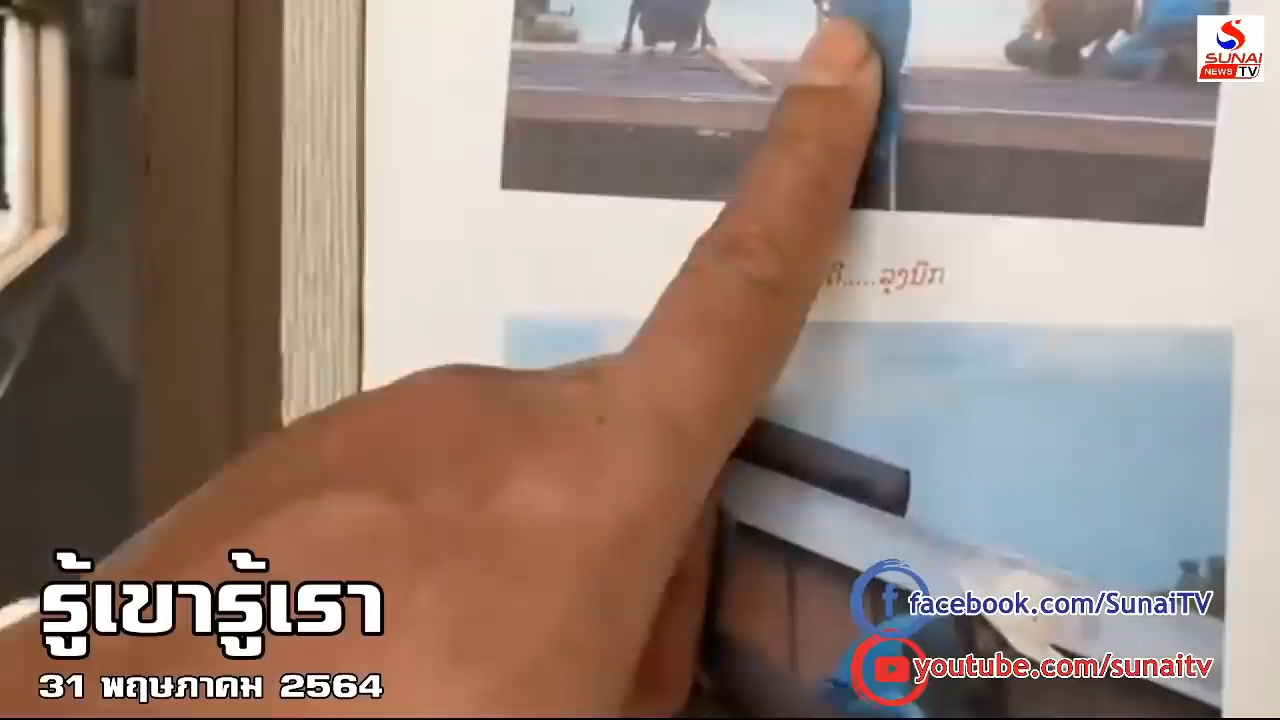 SUNAI
NEWS TV
.....ລຸງບຶກ
รู้เขารู้เรา
31 พฤษภาคม 2564
facebook.com/SunaiTV
youtube.com/sunaitv